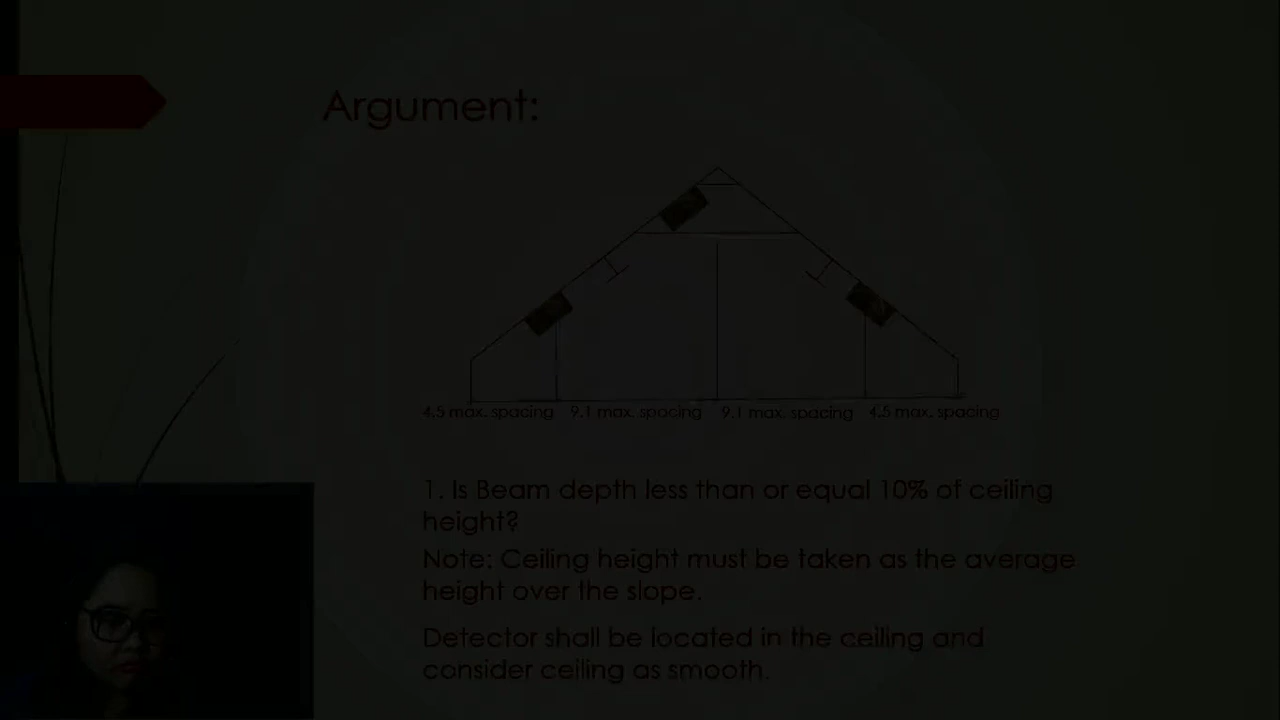 Argument:
4.5 max. spacing 9.1 max. spacing 9.1 max. spacing 4.5 max. spacing
1. Is Beam depth less than or equal 10% of ceiling
height?
Note: Ceiling height must be taken as the average
height over the slope.
Detector shall be located in the ceiling and
consider ceiling as smooth.